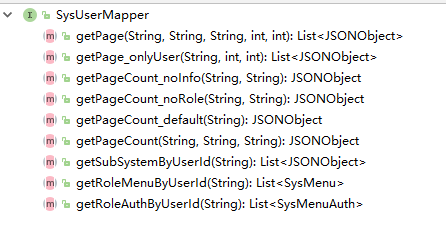 SysUserMapper
getPage(String, String, String, int, int): List<JSONObject>
getPage_onlyUser(String, int, int): List<JSONObject>
getPageCount_noInfo(String, String): JSONObject
getPageCount_noRole(String, String): JSONObject
getPageCount_default(String): JSONObject
getPageCount(String, String, String): JSONObject
getSubSystemByUserId(String): List<JSONObject>
getRoleMenuByUserId(String): List<SysMenu>
getRoleAuthByUserId(String): List<SysMenuAuth>